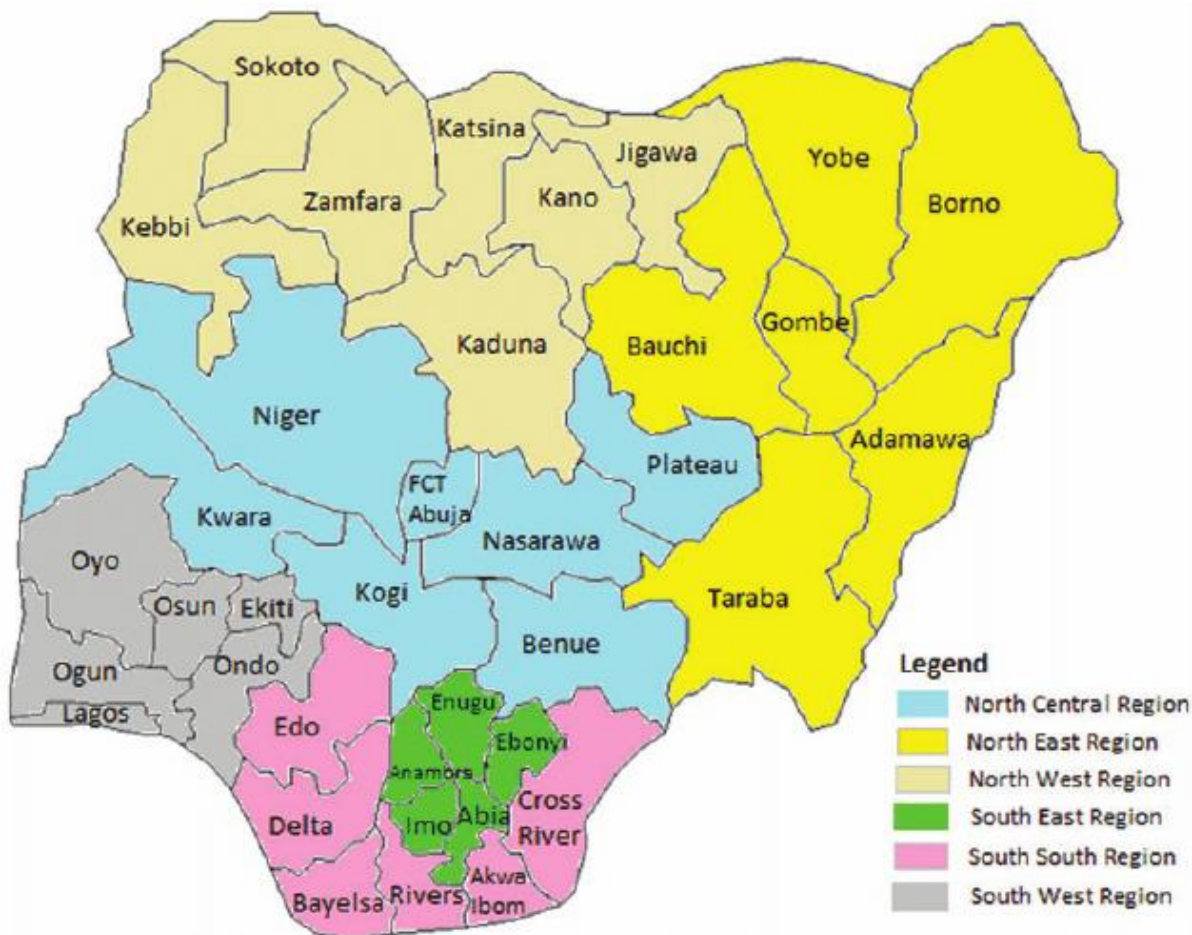 Sokoto
Katsina
Jigawa
Yobe
Borno
Kebbi
Zamfara
Kano
Kaduna
Bauchi
Gombe
Niger
Adamawa
Plateau
FCT
Abuja
Kwara
Nasarawa
Oyo
Kogi
Taraba
Osun
Ekiti
Benue
Ogun
Ondo
Lagos
Edo
Enugu
Ebonyi
Anambra
Cross
River
Delta
Imo
Abia
Bayelsa
Rivers
Akwa
Ibom
Legend
North Central Region
North East Region
North West Region
South East Region
South South Region
South West Region